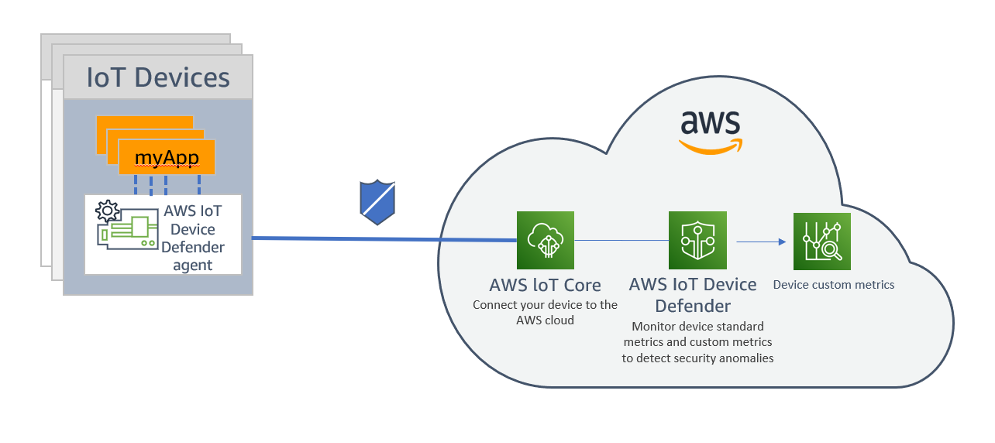 IoT Devices
myApp
AWS IoT
Device
Defender
agent
aws
AWS IoT Core
Connect your device to the
AWS cloud
AWS IoT Device
Defender
Monitor device standard
metrics and custom metrics
to detect security anomalies
Device custom metrics